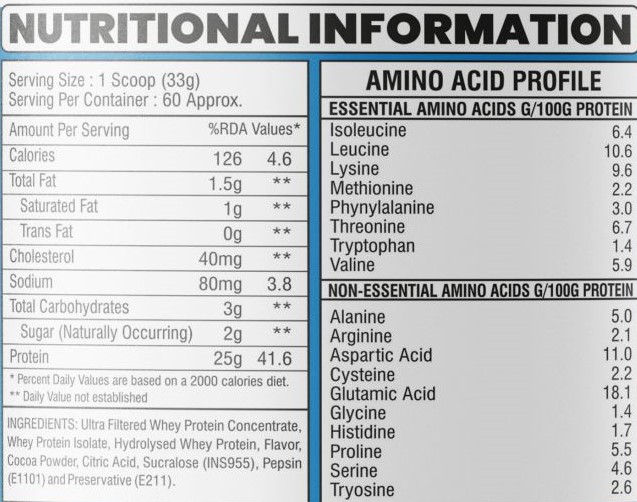 NUTRITIONAL INFORMATION
Serving Size : 1 Scoop (33g)
Serving Per Container : 60 Approx.
Amount Per Serving %RDA Values*
Calories 126 4.6
Total Fat 1.5g **
Saturated Fat 1g **
Trans Fat 0g **
Cholesterol 40mg **
Sodium 80mg 3.8
Total Carbohydrates 3g **
Sugar (Naturally Occurring) 2g **
Protein 25g 41.6
* Percent Daily Values are based on a 2000 calories diet.
** Daily Value not established
INGREDIENTS: Ultra Filtered Whey Protein Concentrate,
Whey Protein Isolate, Hydrolysed Whey Protein, Flavor,
Cocoa Powder, Citric Acid, Sucralose (INS955), Pepsin
(E1101) and Preservative (E211).
AMINO ACID PROFILE
ESSENTIAL AMINO ACIDS G/100G PROTEIN
Isoleucine 6.4
Leucine 10.6
Lysine 9.6
Methionine 2.2
Phynylalanine 3.0
Threonine 6.7
Tryptophan 1.4
Valine 5.9
NON-ESSENTIAL AMINO ACIDS G/100G PROTEIN
Alanine 5.0
Arginine 2.1
Aspartic Acid 11.0
Cysteine 2.2
Glutamic Acid 18.1
Glycine 1.4
Histidine 1.7
Proline 5.5
Serine 4.6
Tryosine 2.6